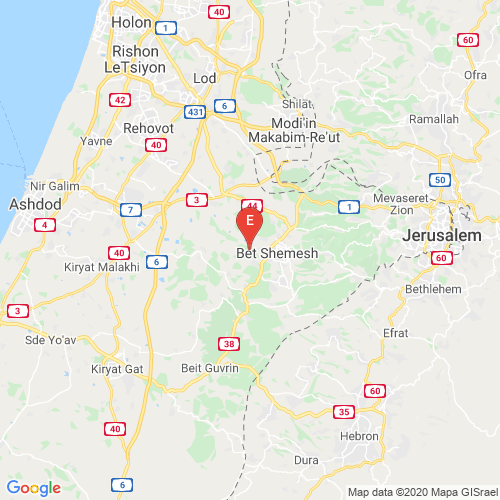 Holon
1
60
Rishon
LeTsiyon
Lod
Ofra
42
431
6
Shilat
Ramallah
Yavne
Rehovot
Modi'in
Makabim-Re'ut
40
443
50
Nir Galim
Ashdod
3
44
Mevaseret
Zion
1
7
4
Jerusalem
E
40
6
Bet Shemesh
60
Kiryat Malakhi
Bethlehem
3
Sde Yo'av
38
Efrat
Kiryat Gat
Beit Guvrin
60
35
40
Hebron
Dura
6
Google
Map data ©2020 Mapa GISrael